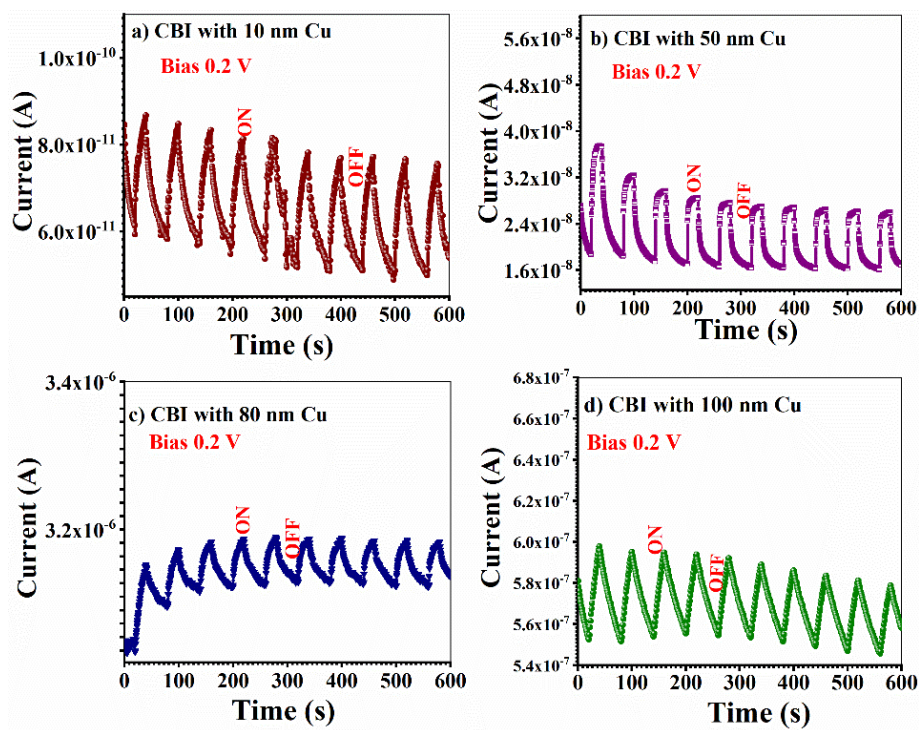 a) CBI with 10 nm Cu
Bias 0.2 V
ON
OFF
1.0x10⁻¹⁰
8.0x10⁻¹¹
6.0x10⁻¹¹
Current (A)
0 100 200 300 400 500 600
Time (s)
b) CBI with 50 nm Cu
Bias 0.2 V
ON
OFF
5.6x10⁻⁸
4.8x10⁻⁸
4.0x10⁻⁸
3.2x10⁻⁸
2.4x10⁻⁸
1.6x10⁻⁸
Current (A)
0 100 200 300 400 500 600
Time (s)
c) CBI with 80 nm Cu
Bias 0.2 V
ON
OFF
3.4x10⁻⁶
3.2x10⁻⁶
Current (A)
0 100 200 300 400 500 600
Time (s)
d) CBI with 100 nm Cu
Bias 0.2 V
ON
OFF
6.8x10⁻⁷
6.6x10⁻⁷
6.4x10⁻⁷
6.2x10⁻⁷
6.0x10⁻⁷
5.8x10⁻⁷
5.6x10⁻⁷
5.4x10⁻⁷
Current (A)
0 100 200 300 400 500 600
Time (s)